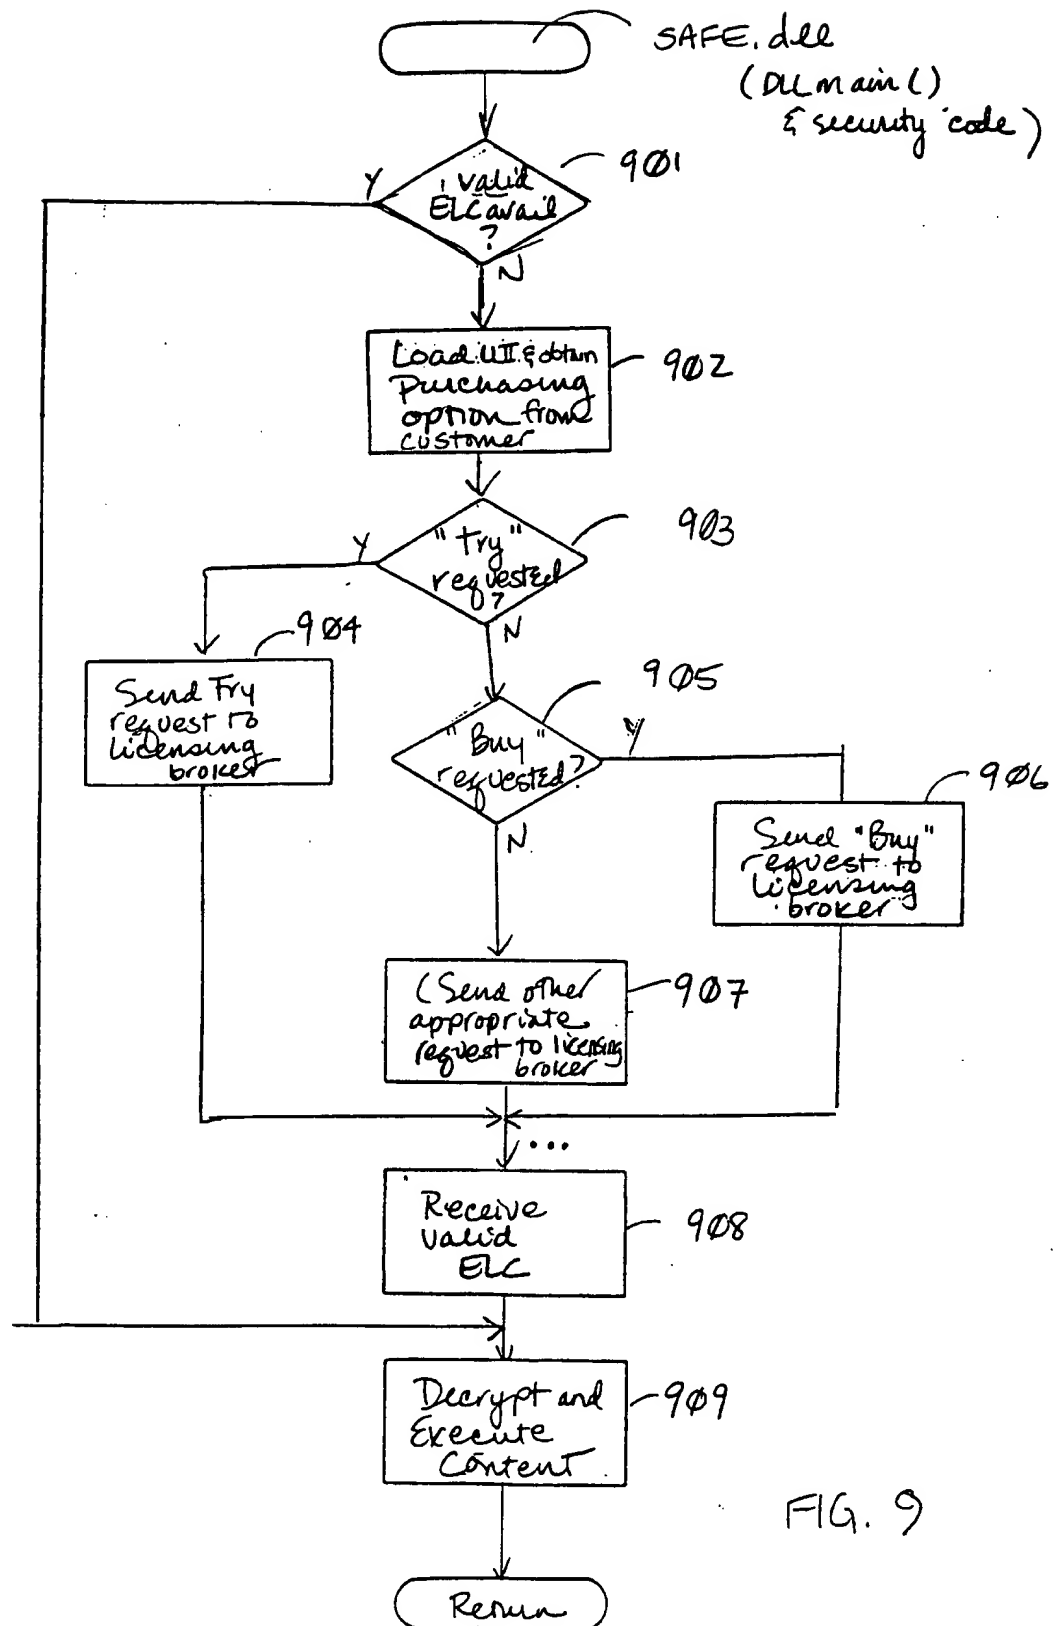 SAFE.dll
(DLLmain()
& security code)
901
Y
valid
ELC avail
?
N
Load UI & obtain
Purchasing
option from
customer
902
"Try"
requested
?
903
Y
N
904
Send Try
request to
licensing
broker
905
"Buy"
requested?
Y
N
906
Send "Buy"
request to
licensing
broker
(Send other
appropriate
request to licensing
broker
907
...
Receive
valid
ELC
908
Decrypt and
Execute
Content
909
FIG. 9
Return